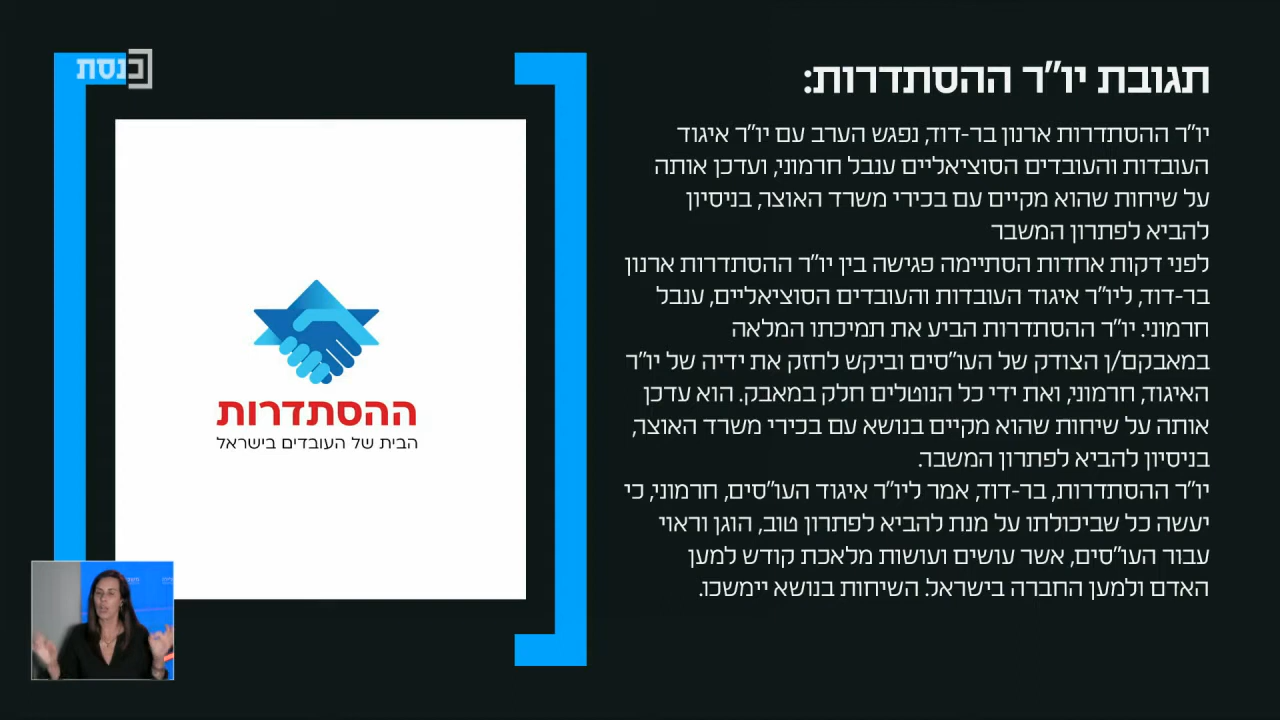 כנסת
תגובת יו"ר ההסתדרות:
יו"ר ההסתדרות ארנון בר-דוד, נפגש הערב עם יו"ר איגוד
העובדות והעובדים הסוציאליים ענבל חרמוני, ועדכן אותה
על שיחות שהוא מקיים עם בכירי משרד האוצר, בניסיון
להביא לפתרון המשבר
לפני דקות אחדות הסתיימה פגישה בין יו"ר ההסתדרות ארנון
בר-דוד, ליו"ר איגוד העובדות והעובדים הסוציאליים, ענבל
חרמוני. יו"ר ההסתדרות הביע את תמיכתו המלאה
במאבקם/ן הצודק של העו"סים וביקש לחזק את ידיה של יו"ר
האיגוד, חרמוני, ואת ידי כל הנוטלים חלק במאבק. הוא עדכן
אותה על שיחות שהוא מקיים בנושא עם בכירי משרד האוצר,
בניסיון להביא לפתרון המשבר.
יו"ר ההסתדרות, בר-דוד, אמר ליו"ר איגוד העו"סים, חרמוני, כי
יעשה כל שביכולתו על מנת להביא לפתרון טוב, הוגן וראוי
עבור העו"סים, אשר עושים ועושות מלאכת קודש למען
האדם ולמען החברה בישראל. השיחות בנושא יימשכו.
ההסתדרות
הבית של העובדים בישראל